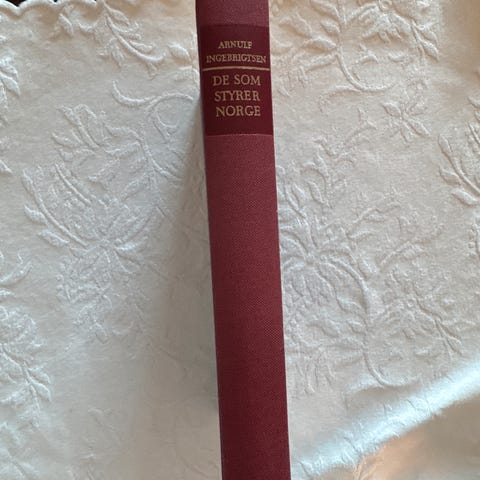 ARNULF
INGEBRIGTSEN
DE SOM
STYRER
NORGE